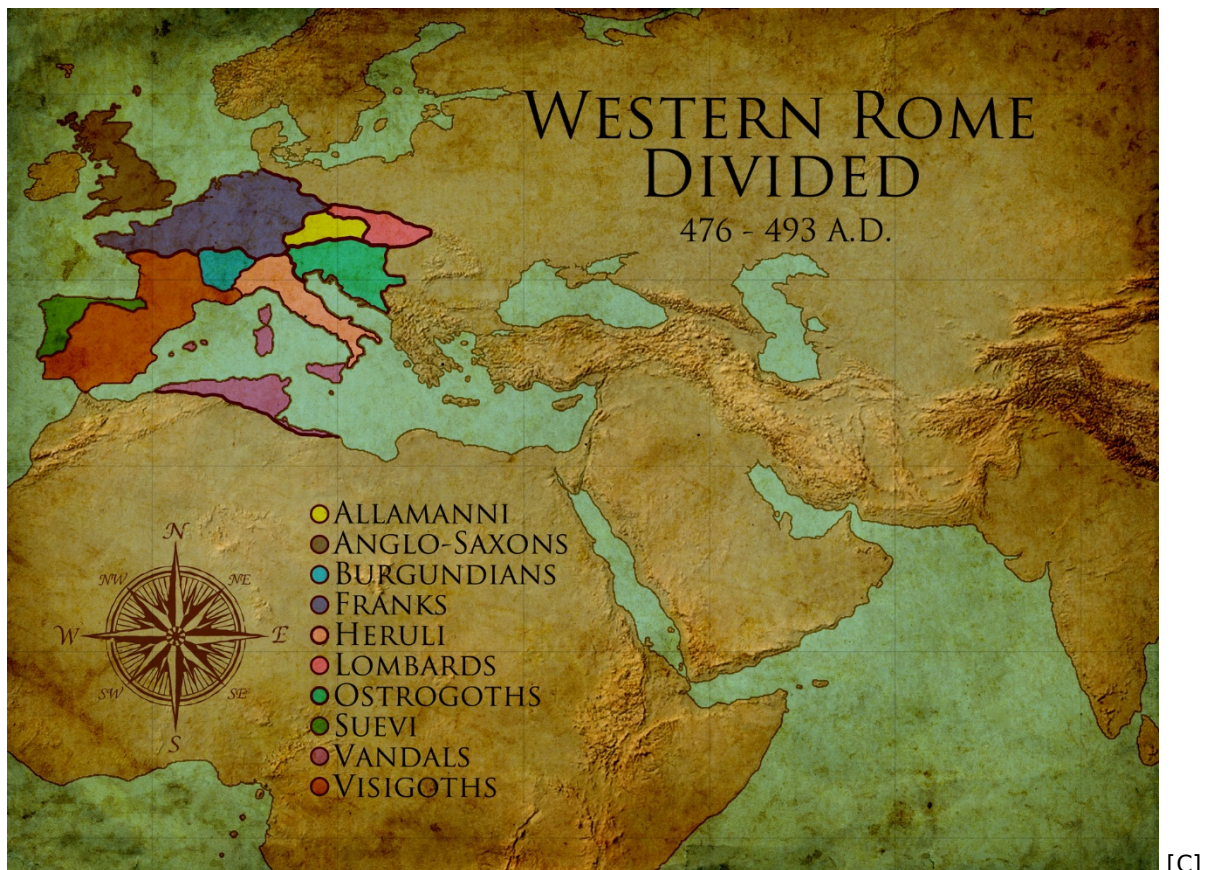 WESTERN ROME
DIVIDED
476 - 493 A.D.
ALLAMANNI
ANGLO-SAXONS
BURGUNDIANS
FRANKS
HERULI
LOMBARDS
OSTROGOTHS
SUEVI
VANDALS
VISIGOTHS
N
NW NE
W E
SW SE
S
[C]